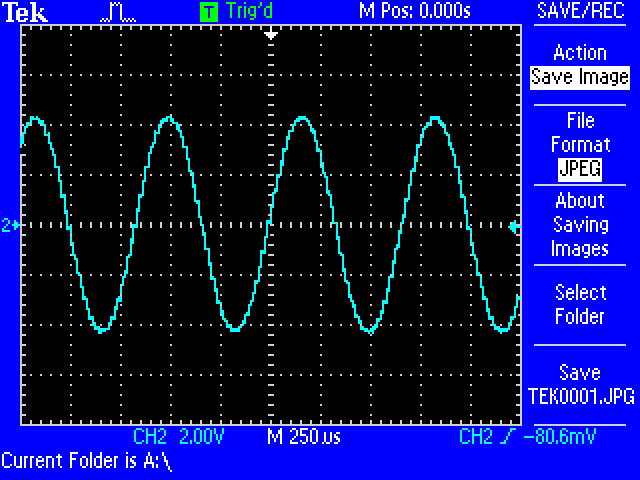 Tek T Trig'd M Pos: 0.000s SAVE/REC
Action
Save Image
File
Format
JPEG
About
Saving
Images
Select
Folder
Save
TEK0001.JPG
2
CH2 2.00V M 250µs CH2 -80.6mV
Current Folder is A:\